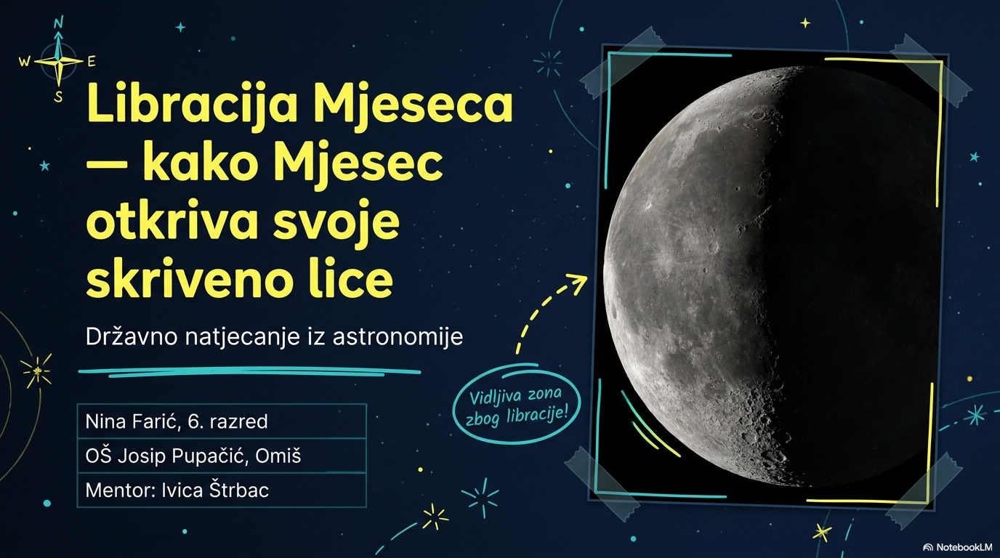 N
W E
S
Libracija Mjeseca
— kako Mjesec
otkriva svoje
skriveno lice
Državno natjecanje iz astronomije
Nina Farić, 6. razred
OŠ Josip Pupačić, Omiš
Mentor: Ivica Štrbac
Vidljiva zona
zbog libracije!
NotebookLM